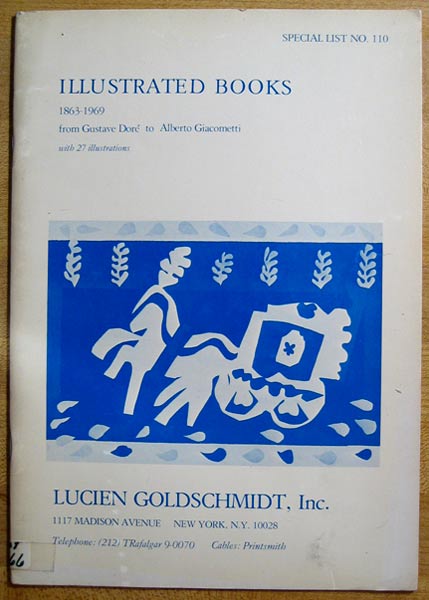 SPECIAL LIST NO. 110
ILLUSTRATED BOOKS
1863-1969
from Gustave Doré to Alberto Giacometti
with 27 illustrations
LUCIEN GOLDSCHMIDT, Inc.
1117 MADISON AVENUE NEW YORK, N.Y. 10028
Telephone: (212) TRafalgar 9-0070 Cables: Printsmith
66